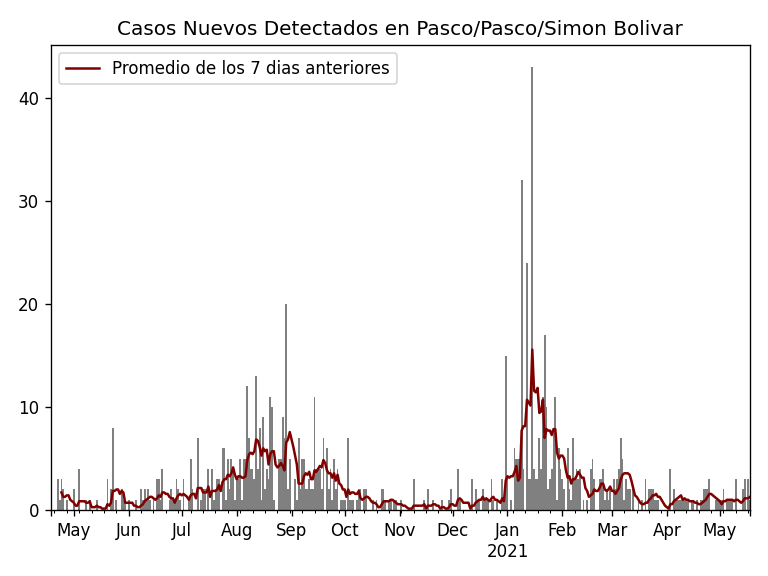 Casos Nuevos Detectados en Pasco/Pasco/Simon Bolivar
Promedio de los 7 dias anteriores
40
30
20
10
0
May Jun Jul Aug Sep Oct Nov Dec Jan Feb Mar Apr May
2021